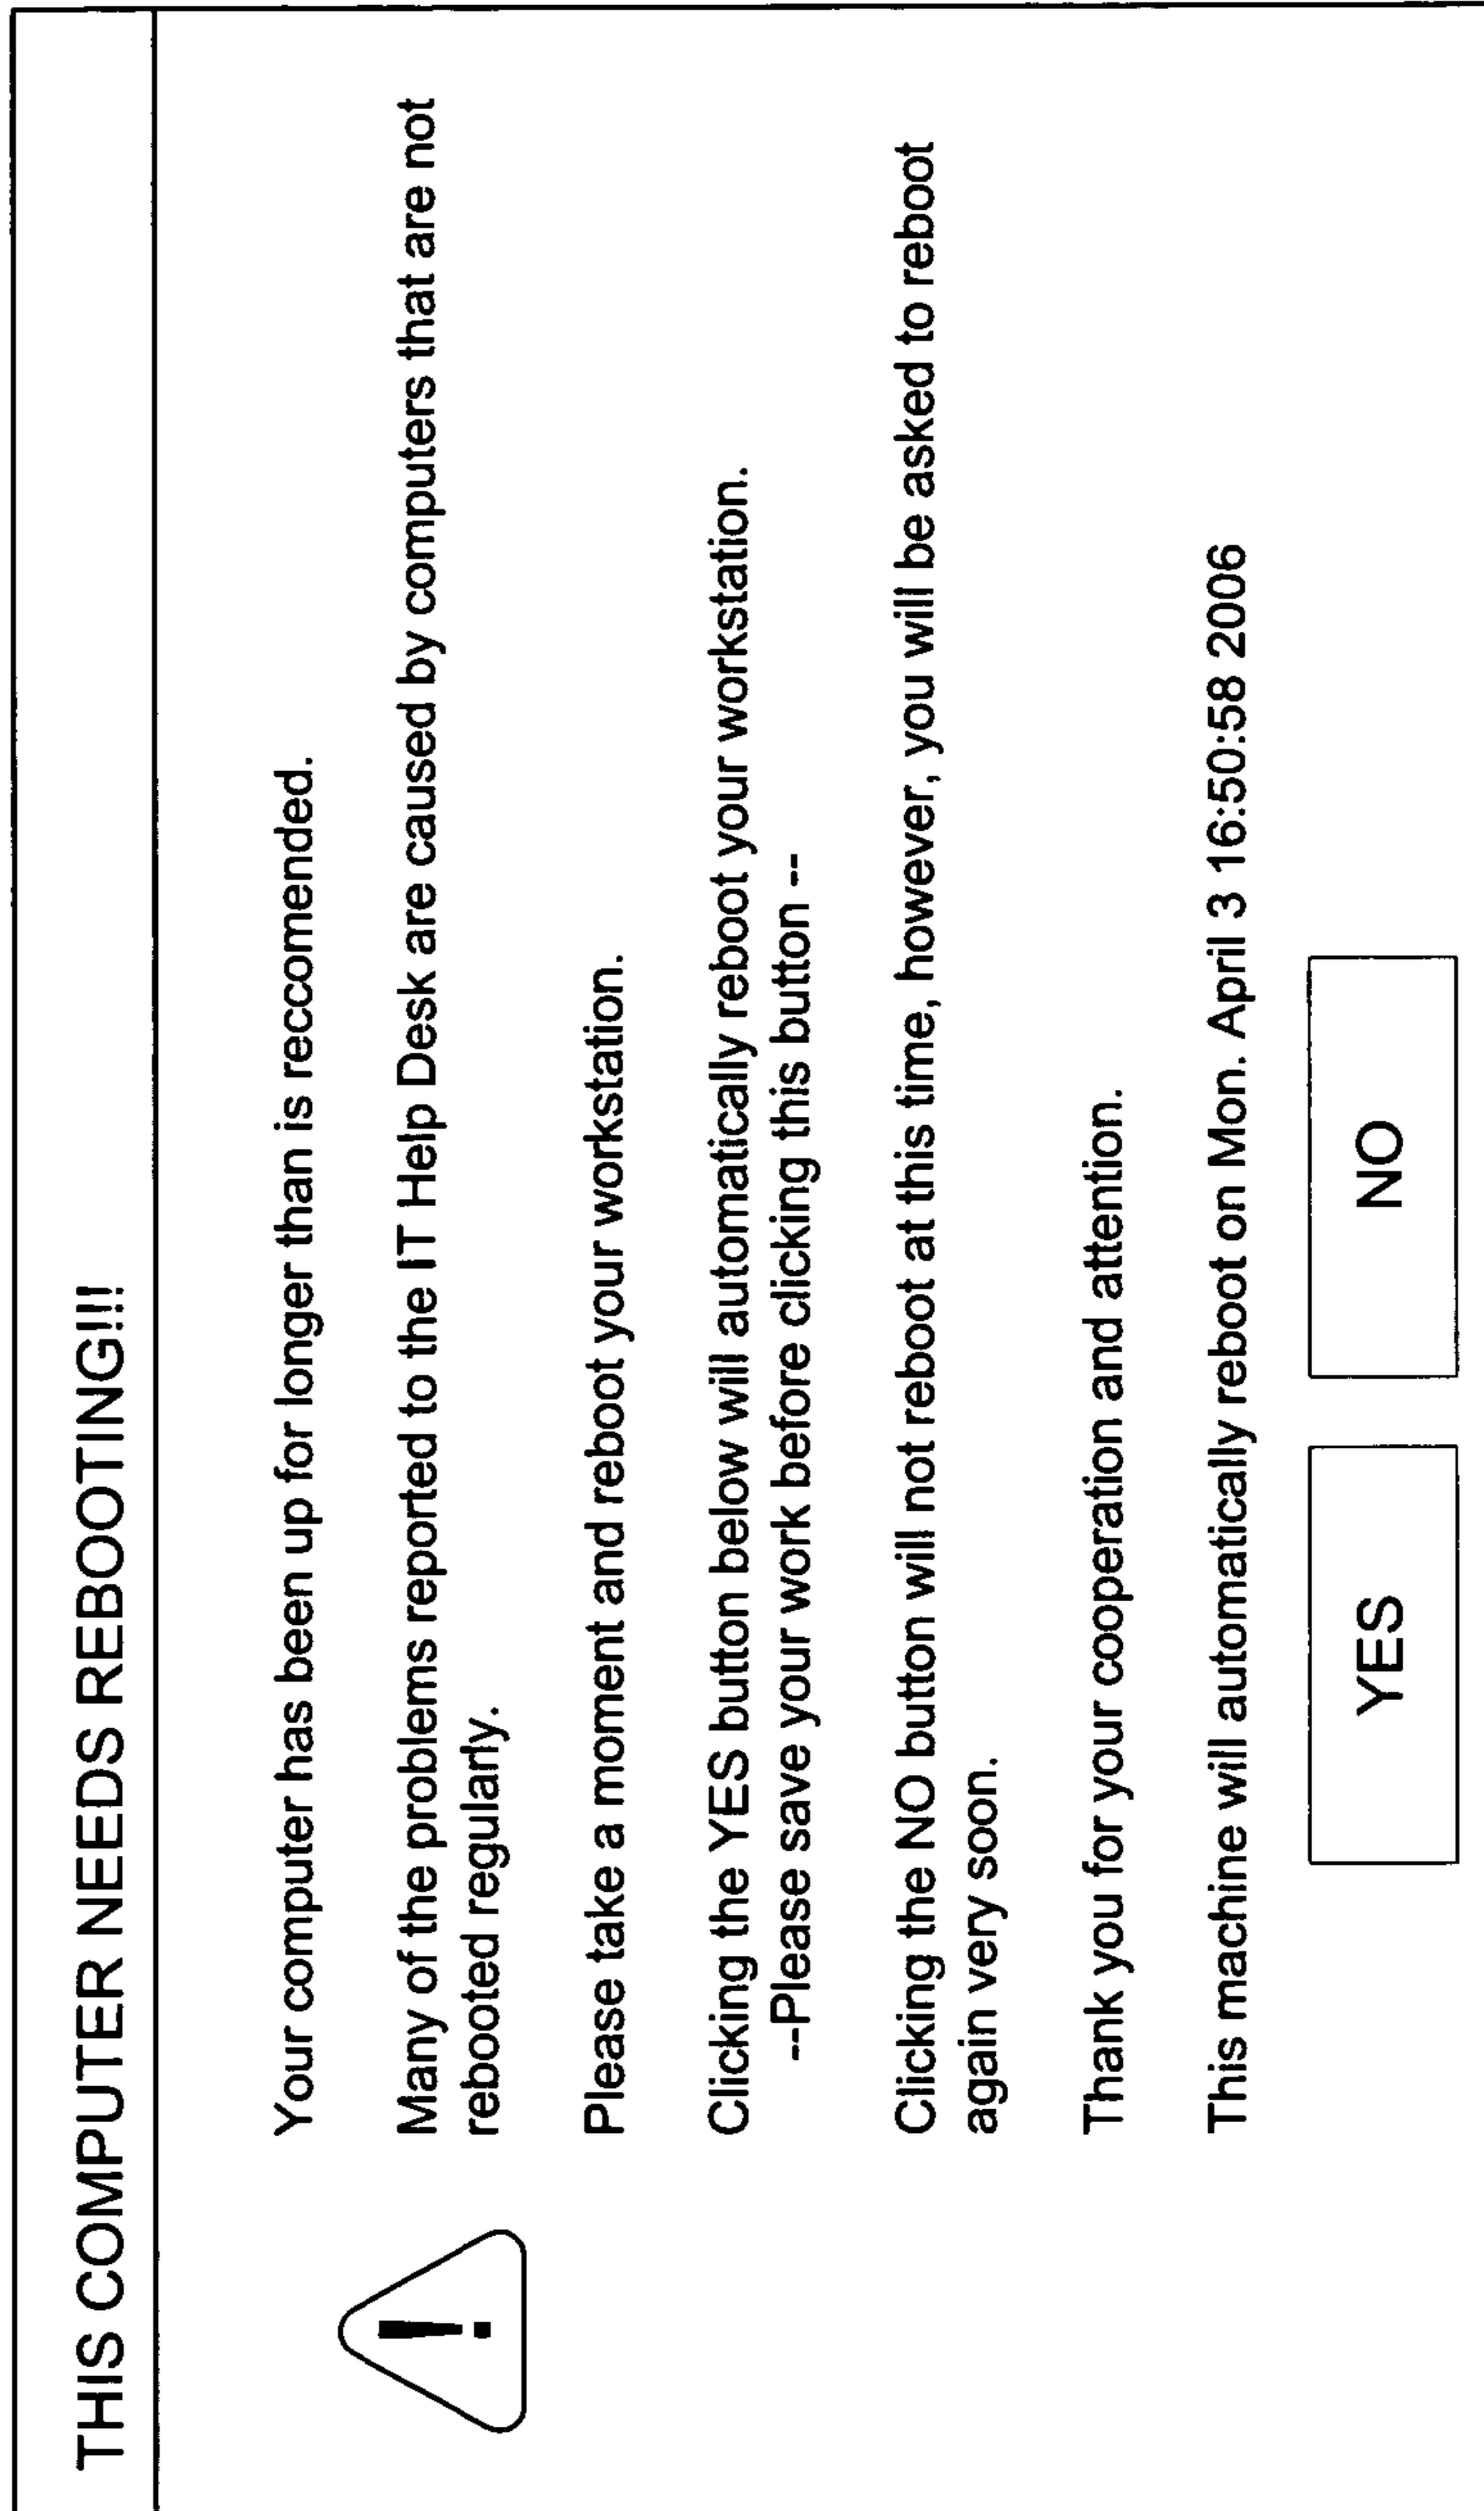 THIS COMPUTER NEEDS REBOOTING!!!
Your computer has been up for longer than is reccomended.
Many of the problems reported to the IT Help Desk are caused by computers that are not
rebooted regularly.
Please take a moment and reboot your workstation.
Clicking the YES button below will automatically reboot your workstation.
--Please save your work before clicking this button --
Clicking the NO button will not reboot at this time, however, you will be asked to reboot
again very soon.
Thank you for your cooperation and attention.
This machine will automatically reboot on Mon. April 3 16:50:58 2006
YES
NO